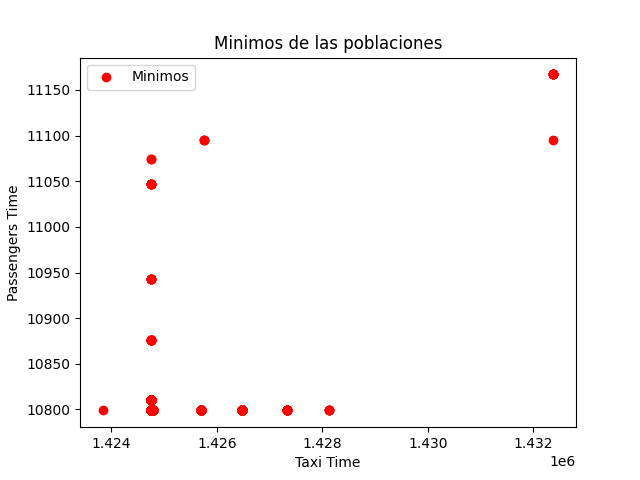 Minimos de las poblaciones
Minimos
Passengers Time
11150
11100
11050
11000
10950
10900
10850
10800
1.424 1.426 1.428 1.430 1.432
1e6
Taxi Time